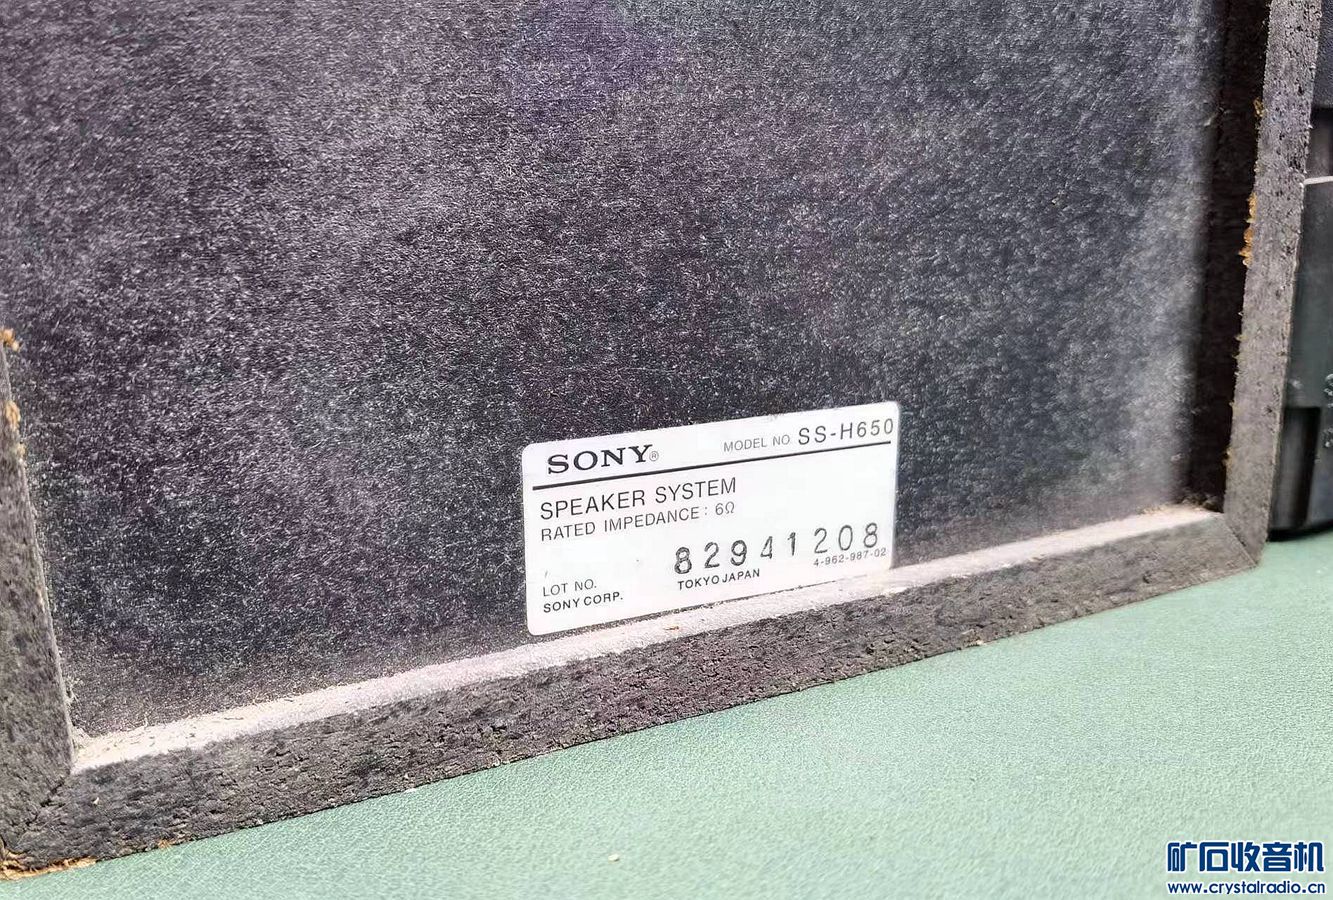 SONY® MODEL NO SS-H650
SPEAKER SYSTEM
RATED IMPEDANCE: 6Ω
82941208
LOT NO. TOKYO JAPAN 4-962-987-02
SONY CORP.
矿石收音机
www.crystalradio.cn